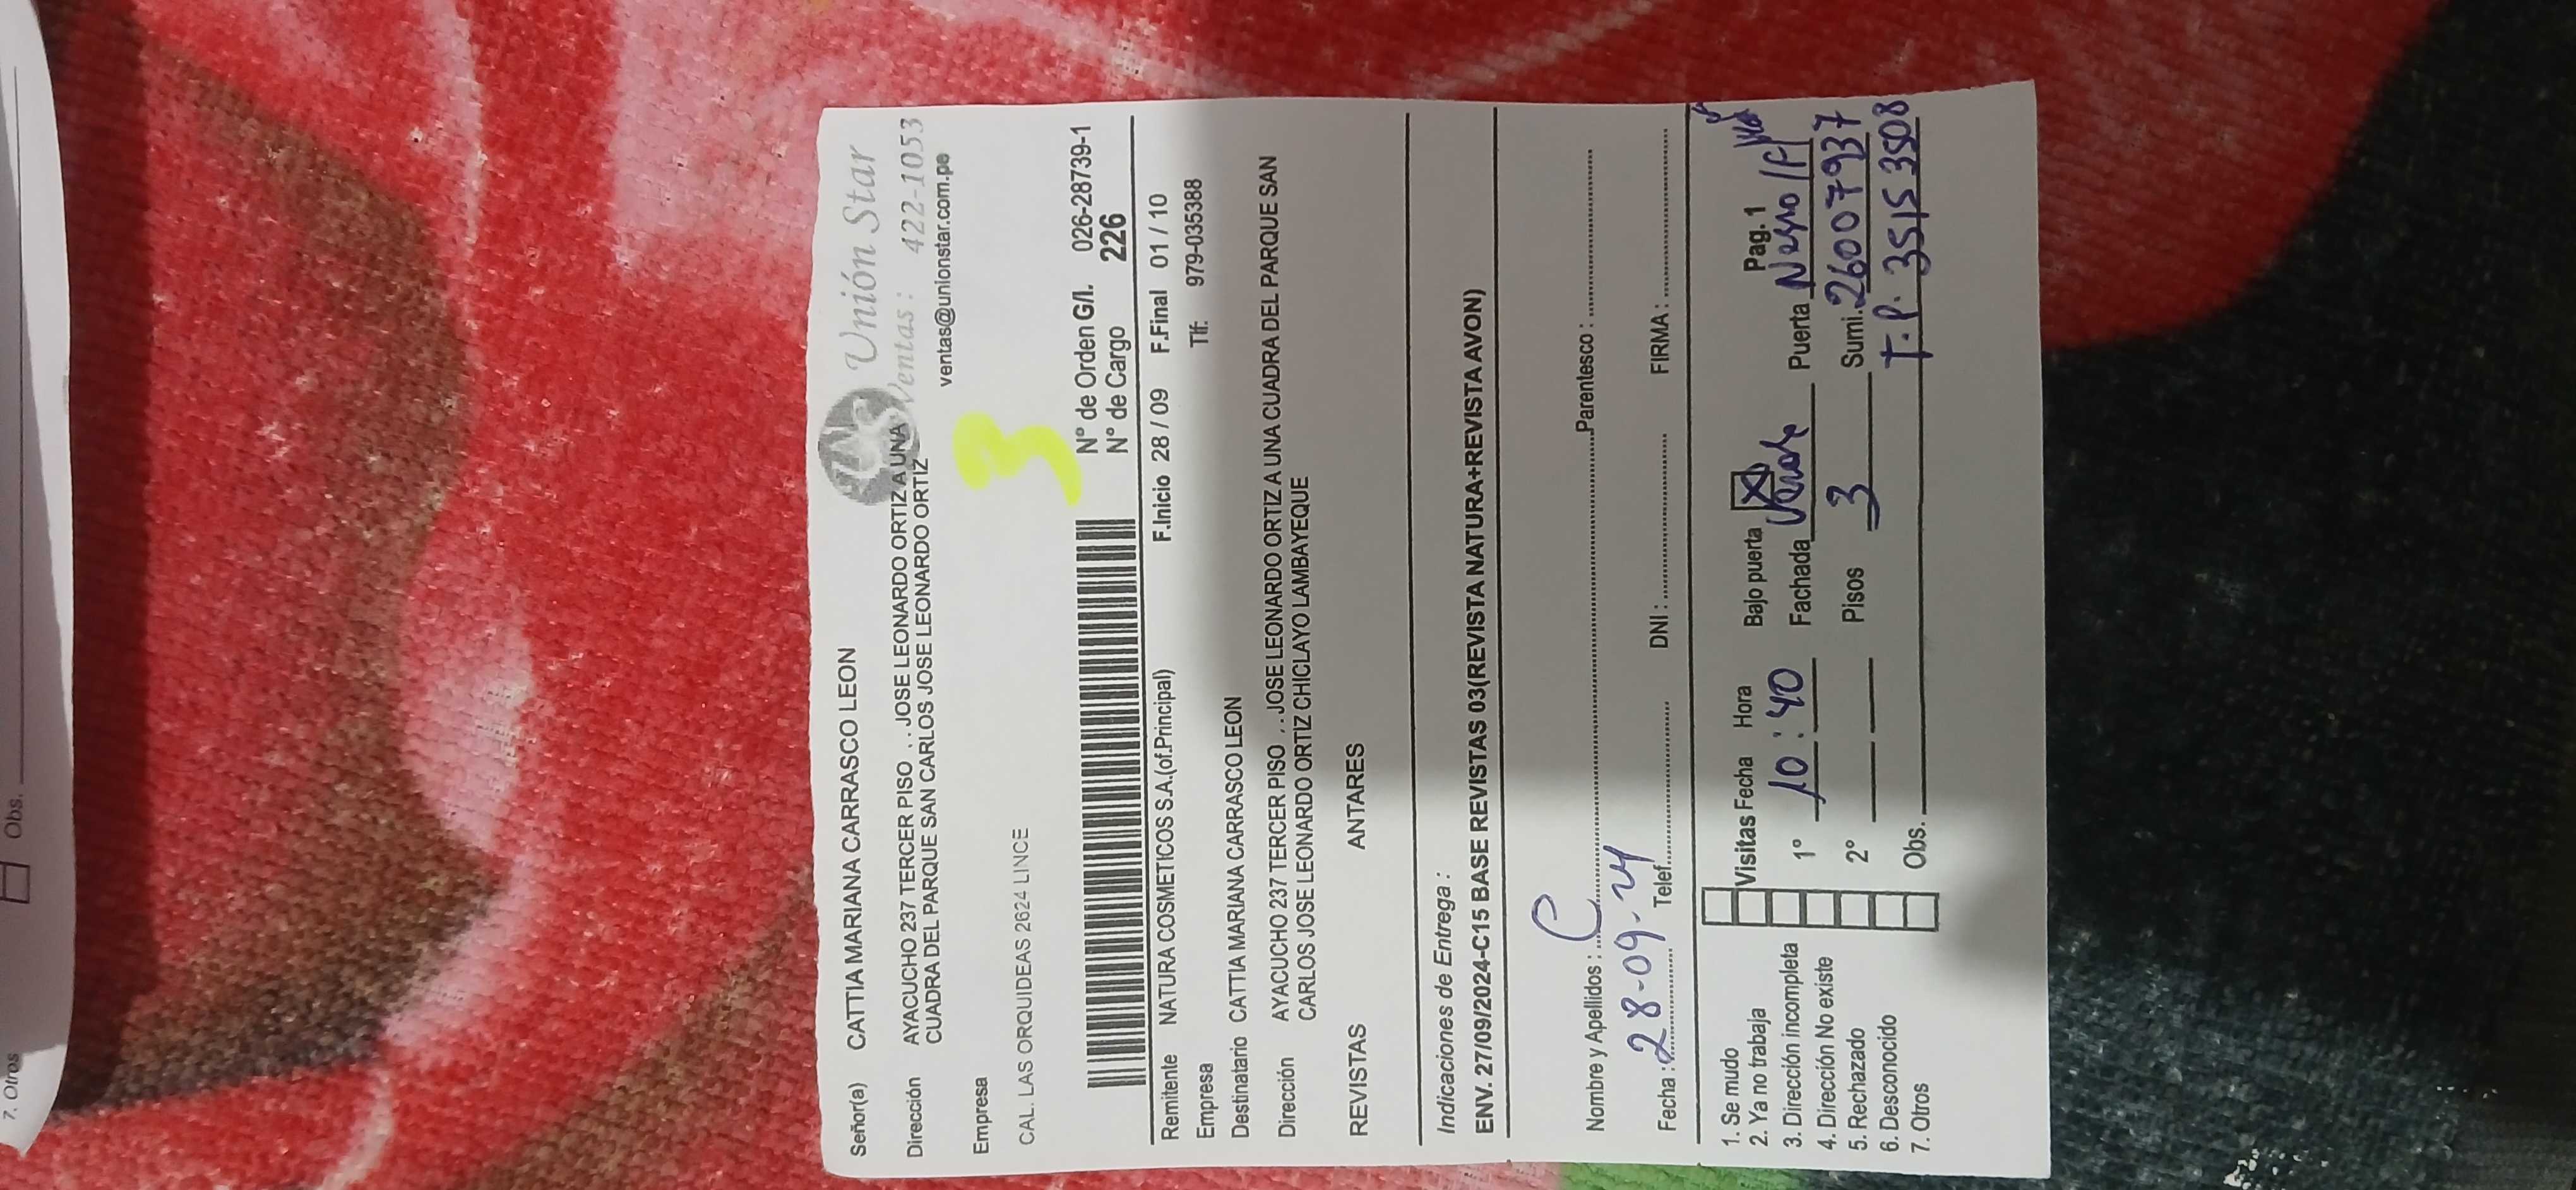 7. Otros Obs.
Señor(a) CATTIA MARIANA CARRASCO LEON
Unión Star
Dirección AYACUCHO 237 TERCER PISO . . JOSE LEONARDO ORTIZ A UNA
Ventas: 422-1053
CUADRA DEL PARQUE SAN CARLOS JOSE LEONARDO ORTIZ
ventas@unionstar.com.pe
Empresa
3
CAL. LAS ORQUIDEAS 2624 LINCE
N° de Orden G/I. 026-28739-1
N° de Cargo 226
Remitente NATURA COSMETICOS S.A.(of.Principal) F.Inicio 28 / 09 F.Final 01 / 10
Empresa Tlf. 979-035388
Destinatario CATTIA MARIANA CARRASCO LEON
Dirección AYACUCHO 237 TERCER PISO . . JOSE LEONARDO ORTIZ A UNA CUADRA DEL PARQUE SAN
CARLOS JOSE LEONARDO ORTIZ CHICLAYO LAMBAYEQUE
REVISTAS ANTARES
Indicaciones de Entrega :
ENV. 27/09/2024-C15 BASE REVISTAS 03(REVISTA NATURA+REVISTA AVON)
Nombre y Apellidos : Parentesco :
Fecha : 28-09-24 Telef. DNI : FIRMA :
1. Se mudo
2. Ya no trabaja Visitas Fecha Hora Bajo puerta X Pag. 1
3. Dirección incompleta 1° 10:40 Fachada Verde Puerta Negro
4. Dirección No existe
5. Rechazado 2° Pisos 3 Sumi. 26007937
6. Desconocido T.P. 3515 3508
7. Otros Obs.